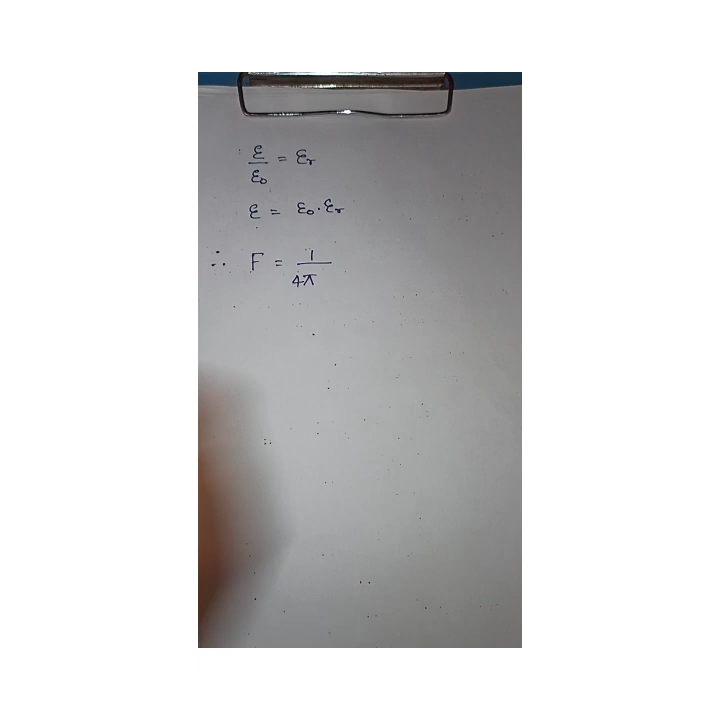 ε/ε₀ = εᵣ
ε = ε₀ · εᵣ
∴ F = 1/4π